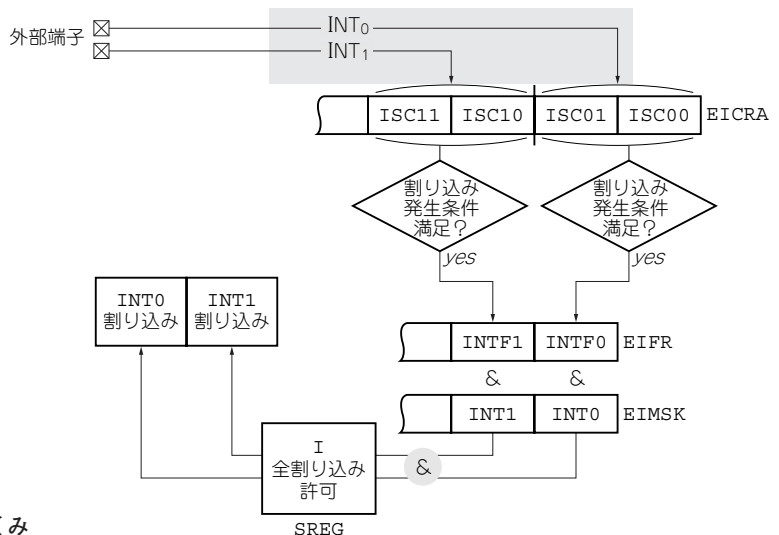 外部端子
INT0
INT1
ISC11 ISC10 ISC01 ISC00 EICRA
割り込み
発生条件
満足？
割り込み
発生条件
満足？
yes
yes
INT0
割り込み
INT1
割り込み
INTF1 INTF0 EIFR
& &
INT1 INT0 EIMSK
I
全割り込み
許可
&
SREG
み